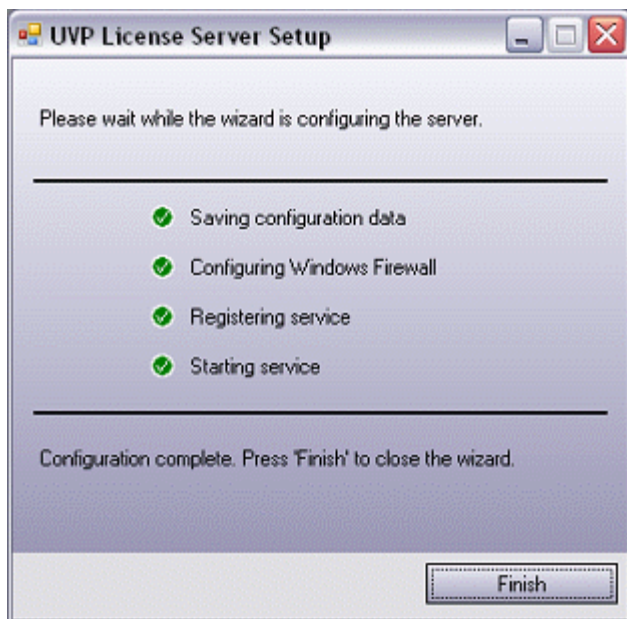 UVP License Server Setup
Please wait while the wizard is configuring the server.
Saving configuration data
Configuring Windows Firewall
Registering service
Starting service
Configuration complete. Press 'Finish' to close the wizard.
Finish